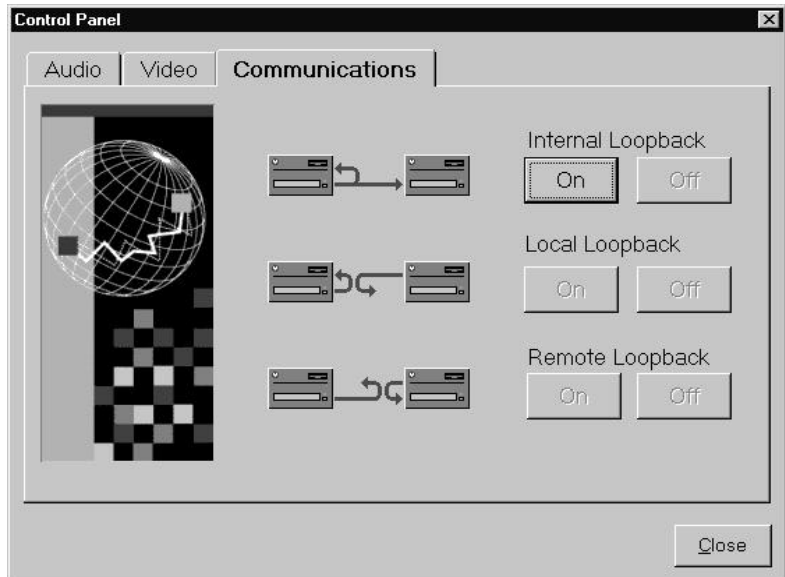 Control Panel
Audio Video Communications
Internal Loopback
On Off
Local Loopback
On Off
Remote Loopback
On Off
Close